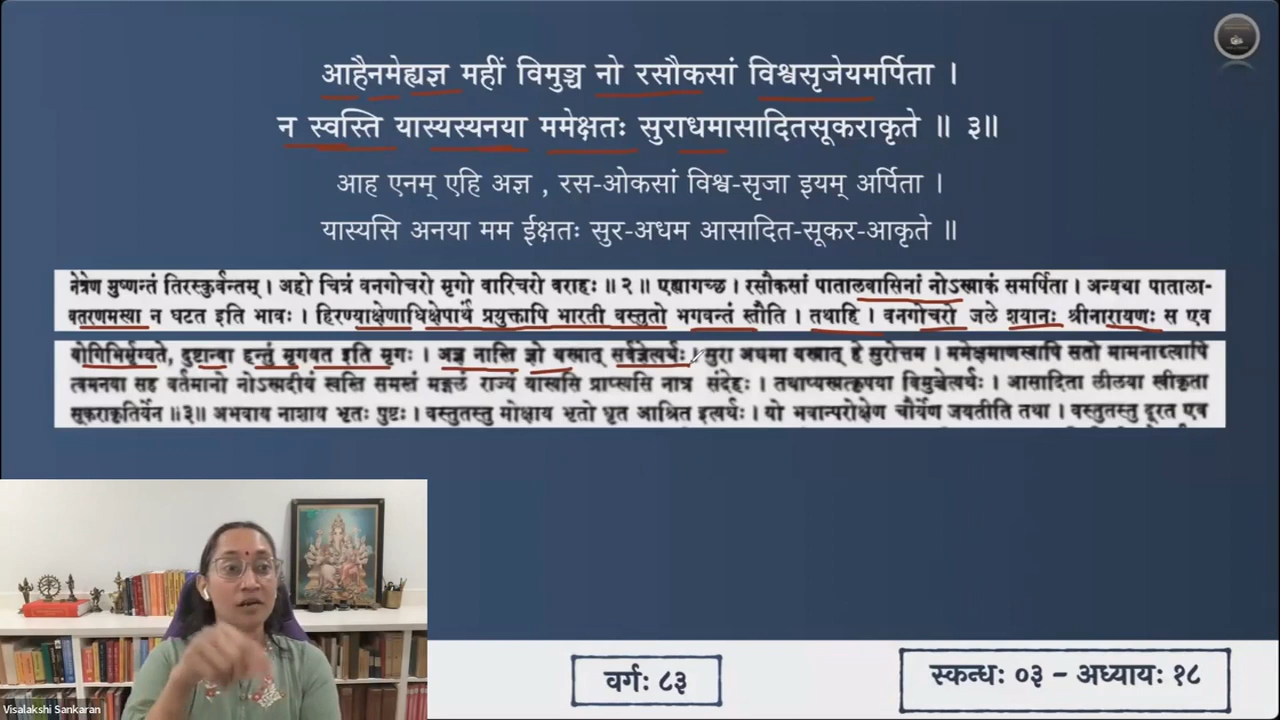 आहैनमेह्यज्ञ महीं विमुञ्च नो रसौकसां विश्वसृजेयमर्पिता ।
न स्वस्ति यास्यस्यनया ममेक्षतः सुराधमासादितसूकराकृते ॥ ३॥
आह एनम् एहि अज्ञ , रस-ओकसां विश्व-सृजा इयम् अर्पिता ।
यास्यसि अनया मम ईक्षतः सुर-अधम आसादित-सूकर-आकृते ॥
नेत्रेण मुष्णन्तं तिरस्कुर्वन्तम् । अहो चित्रं वनगोचरो मृगो वारिचरो वराहः ॥ २ ॥ एह्यागच्छ । रसौकसां पातालवासिनां नोऽस्माकं समर्पिता । अन्यथा पाताला-
वतरणमस्या न घटत इति भावः । हिरण्याक्षेणाधिक्षेपार्थं प्रयुक्तापि भारती वस्तुतो भगवन्तं स्तौति । तथाहि । वनगोचरो जले शयानः श्रीनारायणः स एव
योगिभिर्मृग्यते, दुष्टान्वा हन्तुं मृगयत इति मृगः । अज्ञ नास्ति ज्ञो यस्मात् सर्वज्ञेत्यर्थः सुरा अधमा यस्मात् हे सुरोत्तम । ममेक्षमाणस्यापि सतो मामनादृत्यापि
त्वमनया सह वर्तमानो नोऽस्मदीयं स्वस्ति समस्तं मङ्गलं राज्यं यास्यसि प्राप्स्यसि नात्र संदेहः । तथाप्यस्मत्कृपया विमुञ्चेत्यर्थः । आसादिता लीलया स्वीकृता
सूकराकृतिर्येन ॥३॥ अभवाय नाशाय भृतः पुष्टः । वस्तुतस्तु मोक्षाय भृतो धृत आश्रित इत्यर्थः । यो भवान्परोक्षेण चौर्येण जयतीति तथा । वस्तुतस्तु दूरत एव
Visalakshi Sankaran
वर्गः ८३
स्कन्धः ०३ – अध्यायः १८